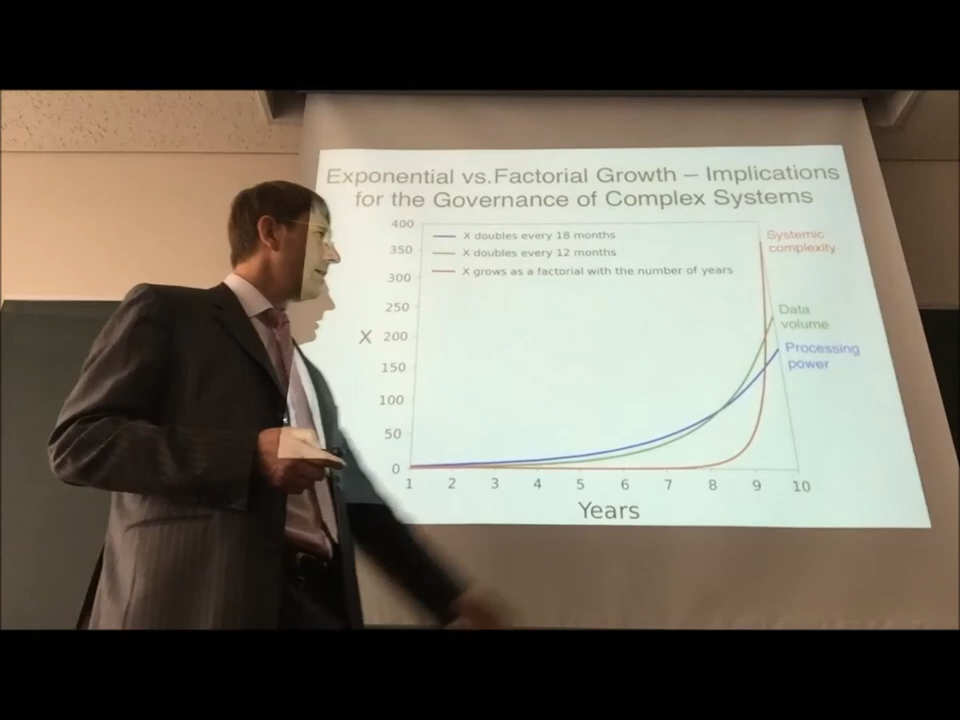 Exponential vs.Factorial Growth – Implications
for the Governance of Complex Systems
400
350
300
250
200
150
100
50
0
X
X doubles every 18 months
X doubles every 12 months
X grows as a factorial with the number of years
Systemic
complexity
Data
volume
Processing
power
1 2 3 4 5 6 7 8 9 10
Years